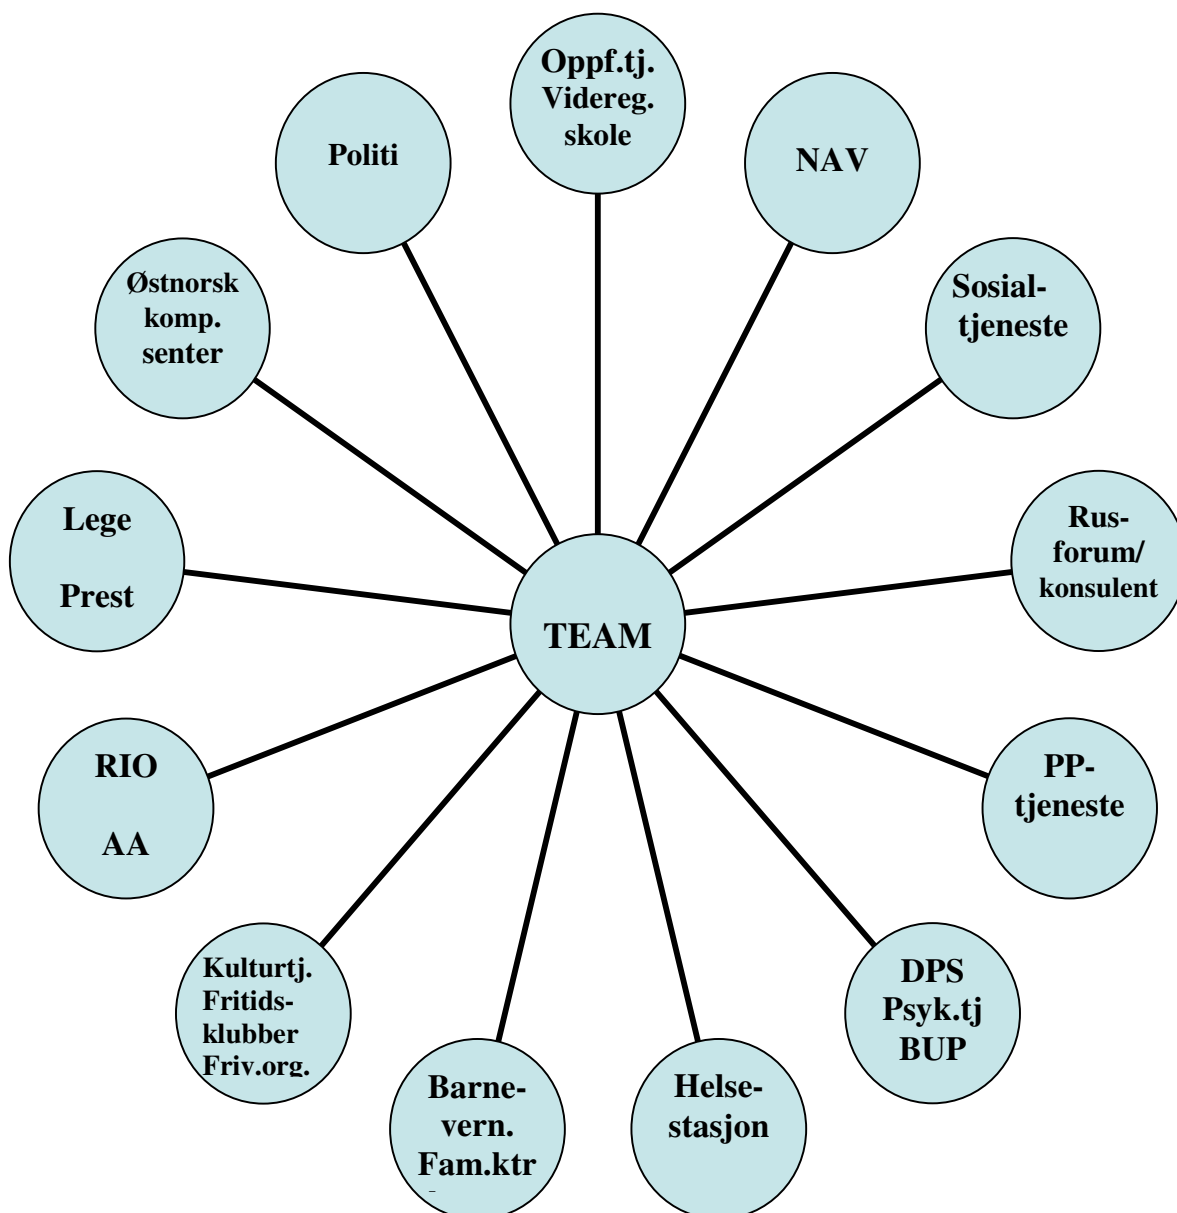 Oppf.tj.
Videreg.
skole
NAV
Sosial-
tjeneste
Rus-
forum/
konsulent
PP-
tjeneste
DPS
Psyk.tj
BUP
Helse-
stasjon
Barne-
vern.
Fam.ktr
Kulturtj.
Fritids-
klubber
Friv.org.
RIO
AA
Lege
Prest
Østnorsk
komp.
senter
Politi
TEAM